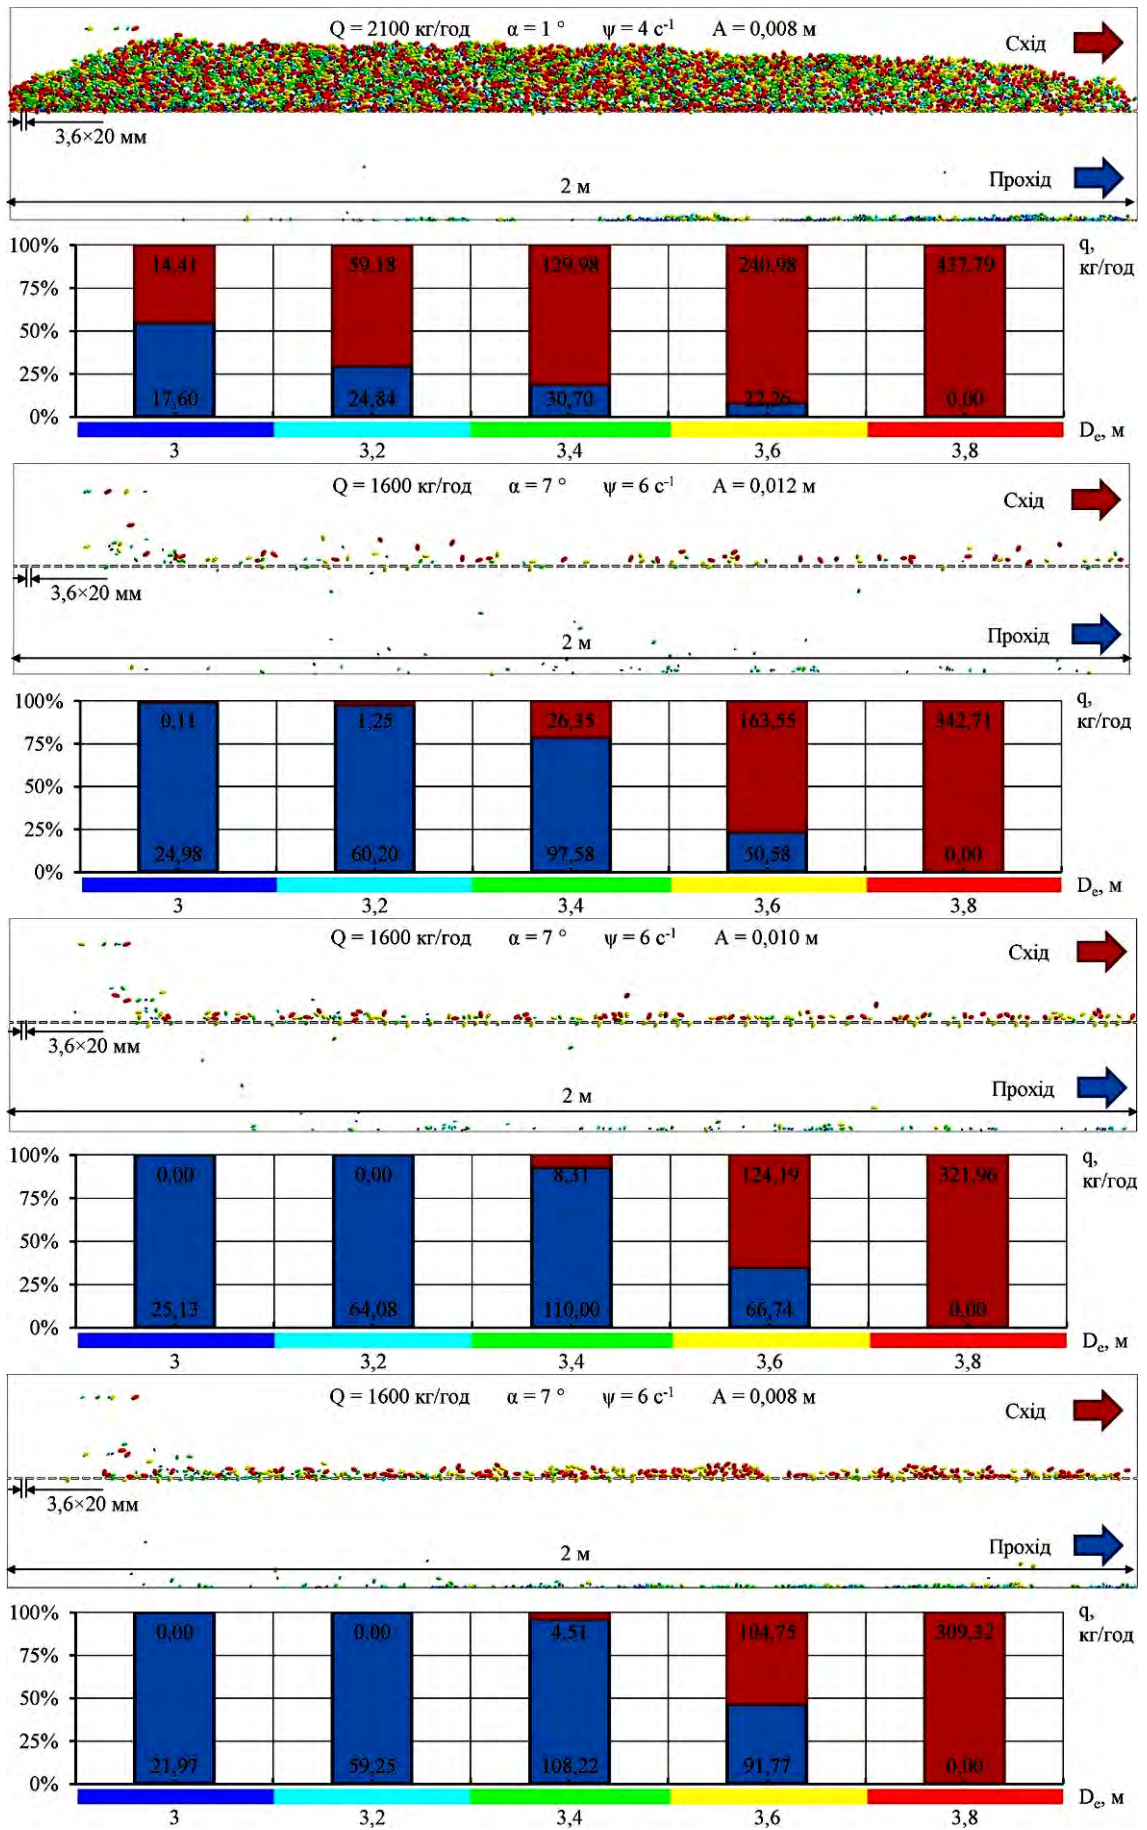 Q = 2100 кг/год α = 1 ° ψ = 4 с⁻¹ A = 0,008 м
Схід
3,6×20 мм
Прохід
2 м
100%
75%
50%
25%
0%
14,41 59,18 129,98 240,98 437,79
17,60 24,84 30,70 22,26 0,00
q,
кг/год
3 3,2 3,4 3,6 3,8
Dₑ, м
Q = 1600 кг/год α = 7 ° ψ = 6 с⁻¹ A = 0,012 м
Схід
3,6×20 мм
Прохід
2 м
100%
75%
50%
25%
0%
0,11 1,25 26,35 163,55 342,71
24,98 60,20 97,58 50,58 0,00
q,
кг/год
3 3,2 3,4 3,6 3,8
Dₑ, м
Q = 1600 кг/год α = 7 ° ψ = 6 с⁻¹ A = 0,010 м
Схід
3,6×20 мм
Прохід
2 м
100%
75%
50%
25%
0%
0,00 0,00 8,31 124,19 321,96
25,13 64,08 110,00 66,74 0,00
q,
кг/год
3 3,2 3,4 3,6 3,8
Dₑ, м
Q = 1600 кг/год α = 7 ° ψ = 6 с⁻¹ A = 0,008 м
Схід
3,6×20 мм
Прохід
2 м
100%
75%
50%
25%
0%
0,00 0,00 4,51 104,75 309,32
21,97 59,25 108,22 91,77 0,00
q,
кг/год
3 3,2 3,4 3,6 3,8
Dₑ, м